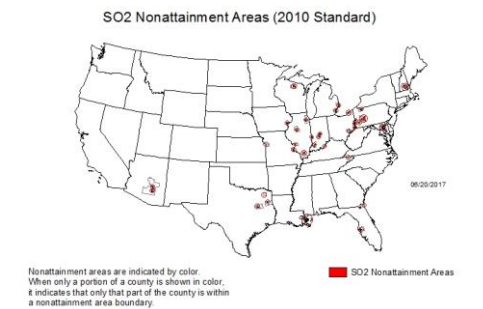 SO2 Nonattainment Areas (2010 Standard)
06/20/2017
Nonattainment areas are indicated by color.
When only a portion of a county is shown in color,
it indicates that only that part of the county is within
a nonattainment area boundary.
SO2 Nonattainment Areas